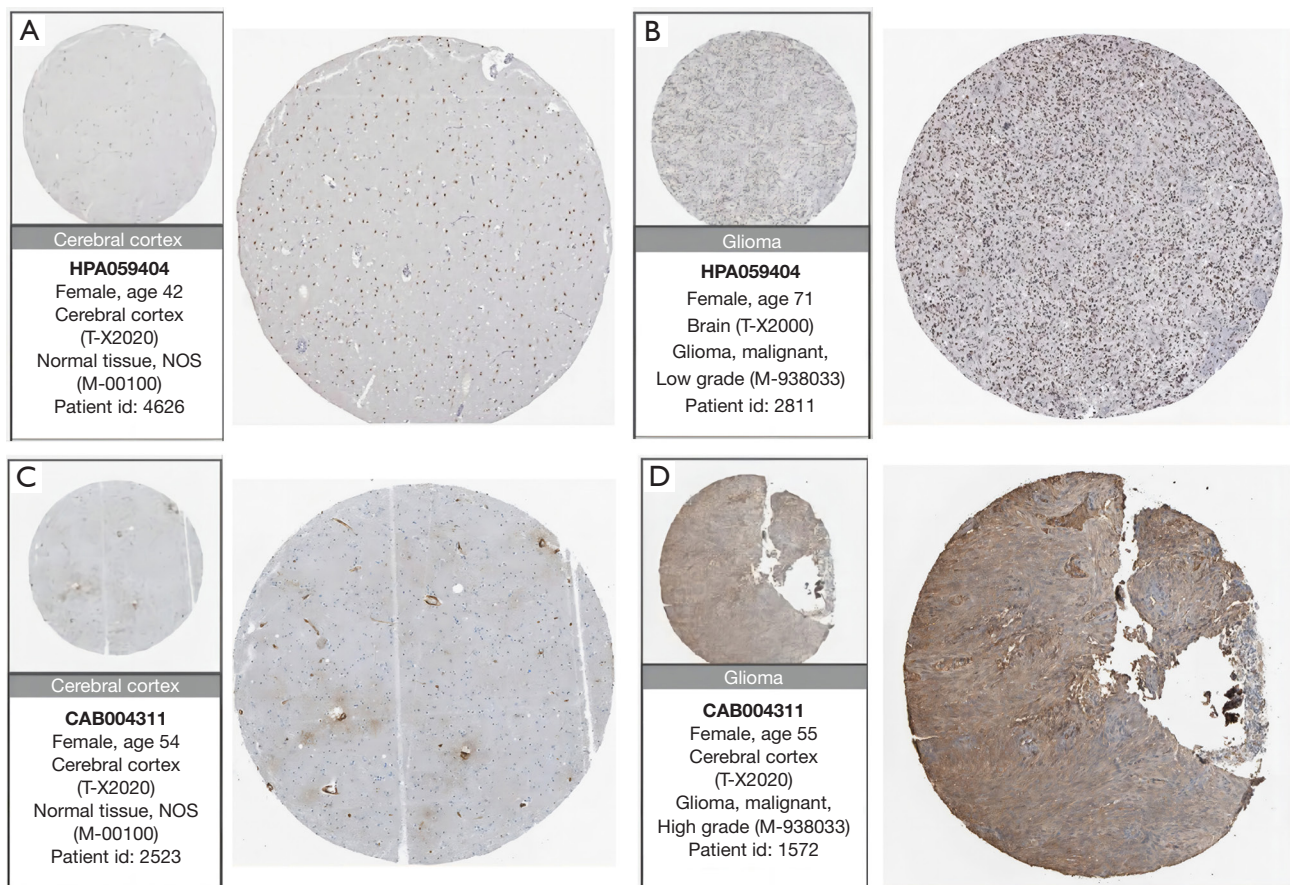 A
Cerebral cortex
HPA059404
Female, age 42
Cerebral cortex
(T-X2020)
Normal tissue, NOS
(M-00100)
Patient id: 4626
B
Glioma
HPA059404
Female, age 71
Brain (T-X2000)
Glioma, malignant,
Low grade (M-938033)
Patient id: 2811
C
Cerebral cortex
CAB004311
Female, age 54
Cerebral cortex
(T-X2020)
Normal tissue, NOS
(M-00100)
Patient id: 2523
D
Glioma
CAB004311
Female, age 55
Cerebral cortex
(T-X2020)
Glioma, malignant,
High grade (M-938033)
Patient id: 1572